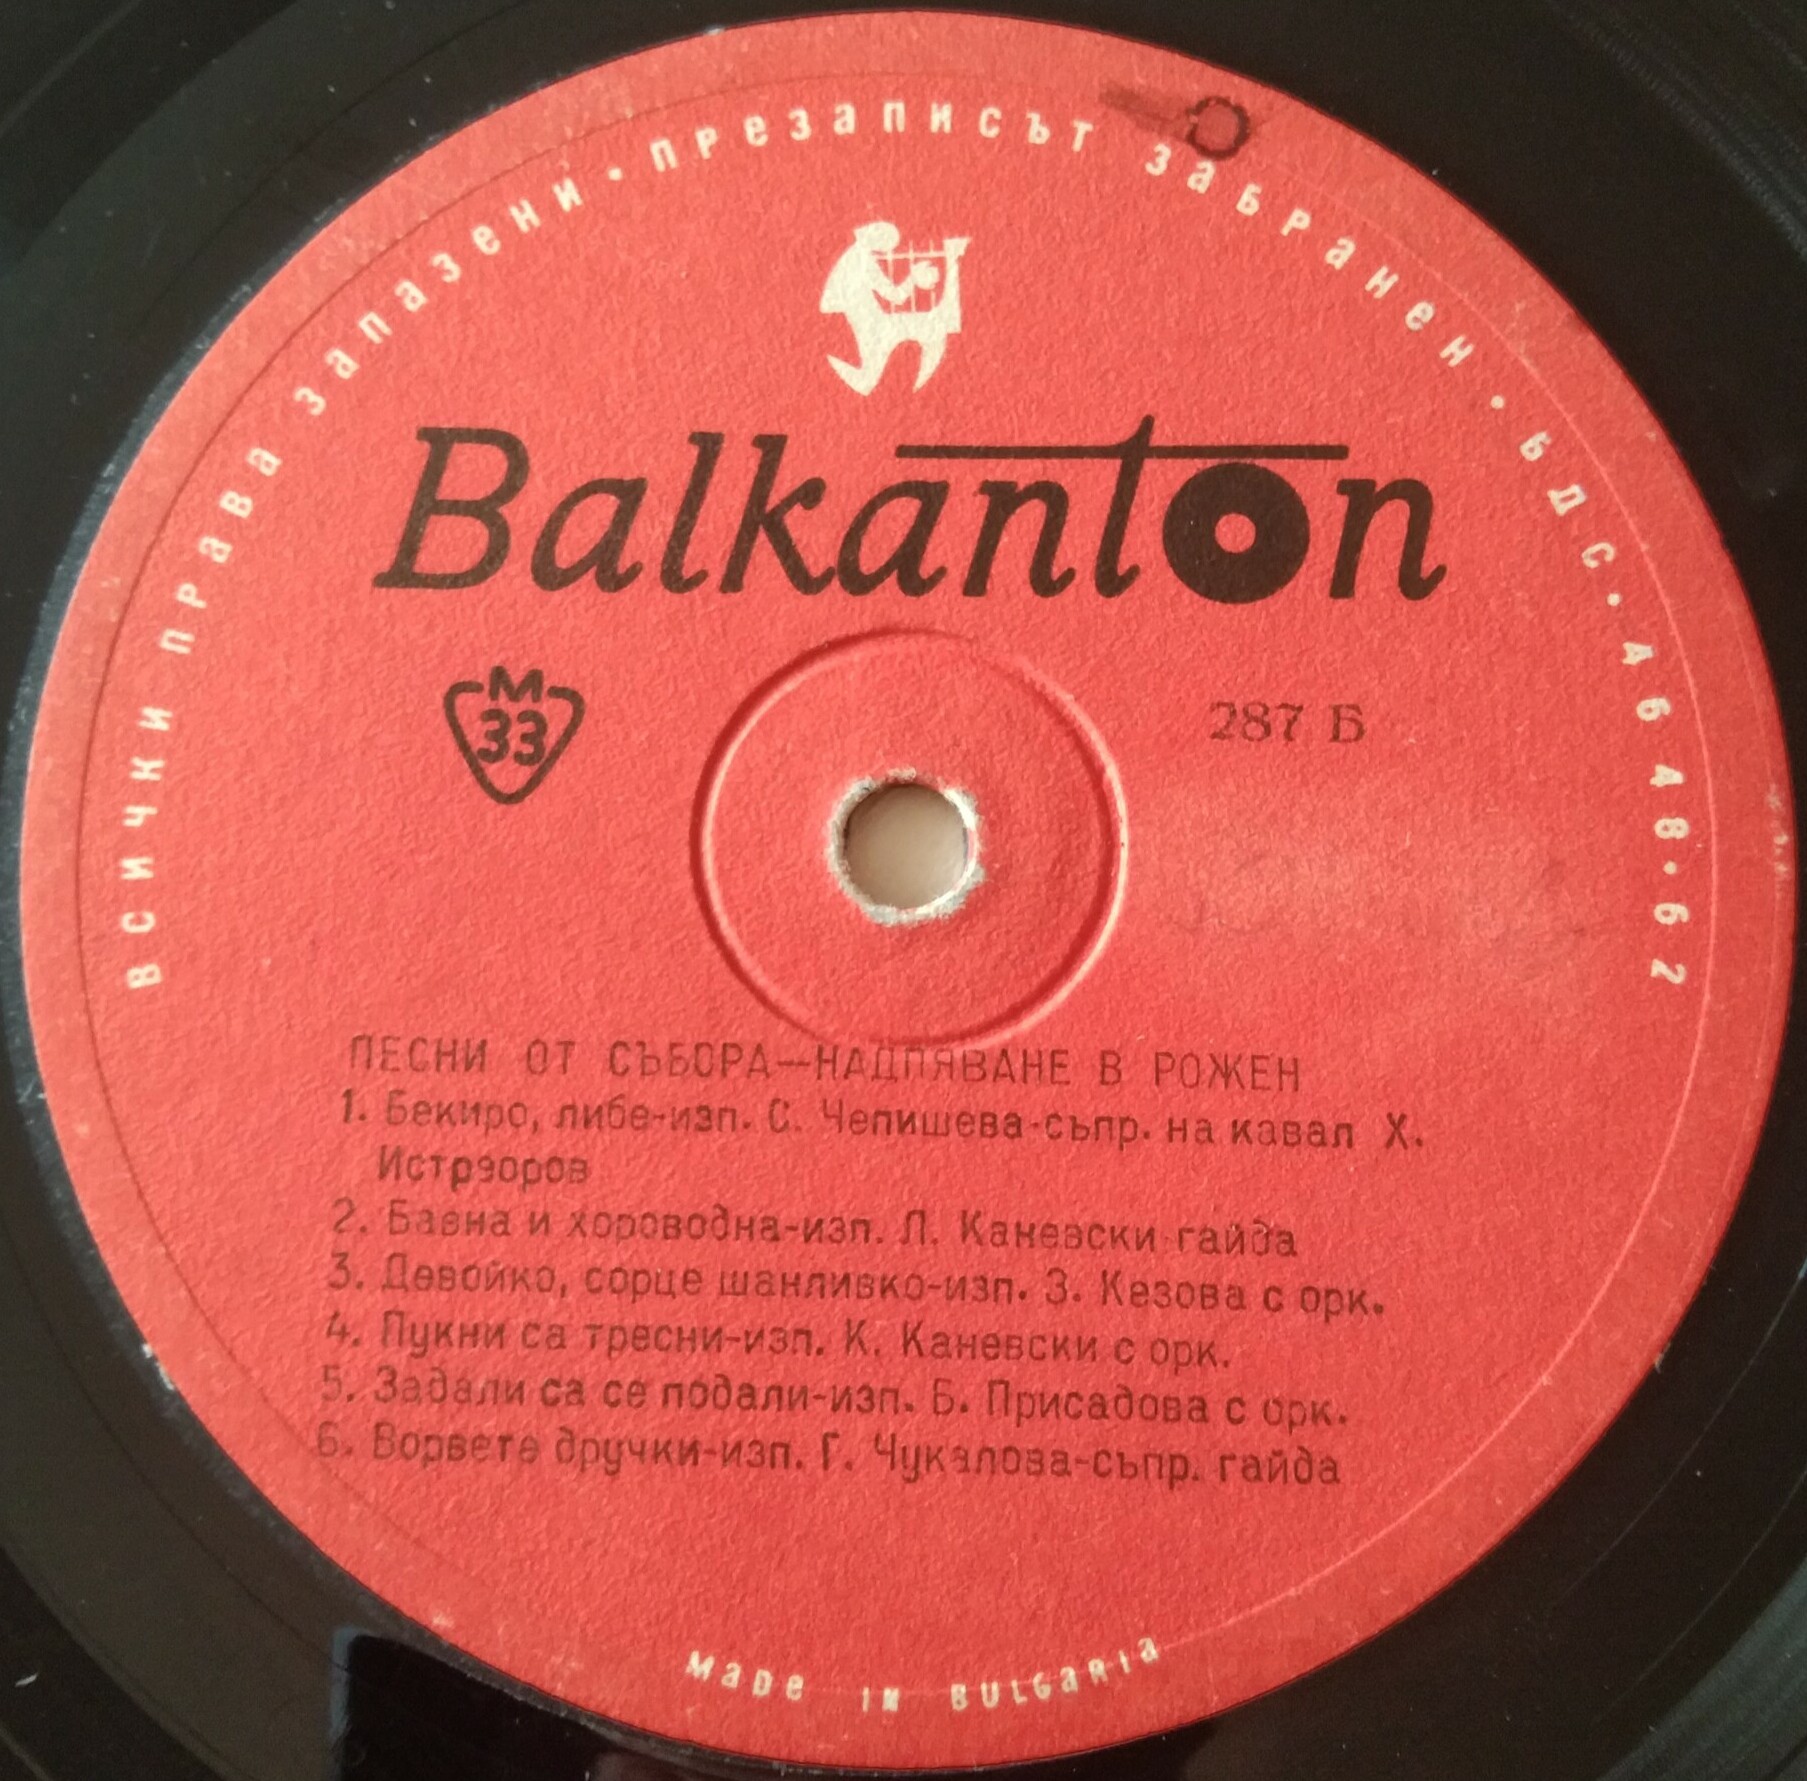 всички права запазени · презаписът забранен · БДС · 4648·62
Balkanton
M
33
287 Б
ПЕСНИ ОТ СЪБОРА—НАДПЯВАНЕ В РОЖЕН
1. Бекиро, либе-изп. С. Чепишева-съпр. на кавал Х.
2. Бавна и хороводна-изп. Л. Каневски-гайда
3. Девойко, сорце шанливко-изп. З. Кезова с орк.
4. Пукни са тресни-изп. К. Каневски с орк.
5. Задали са се подали-изп. Б. Присадова с орк.
6. Ворвете дручки-изп. Г. Чукалова-съпр. гайда
made in BULGaRia